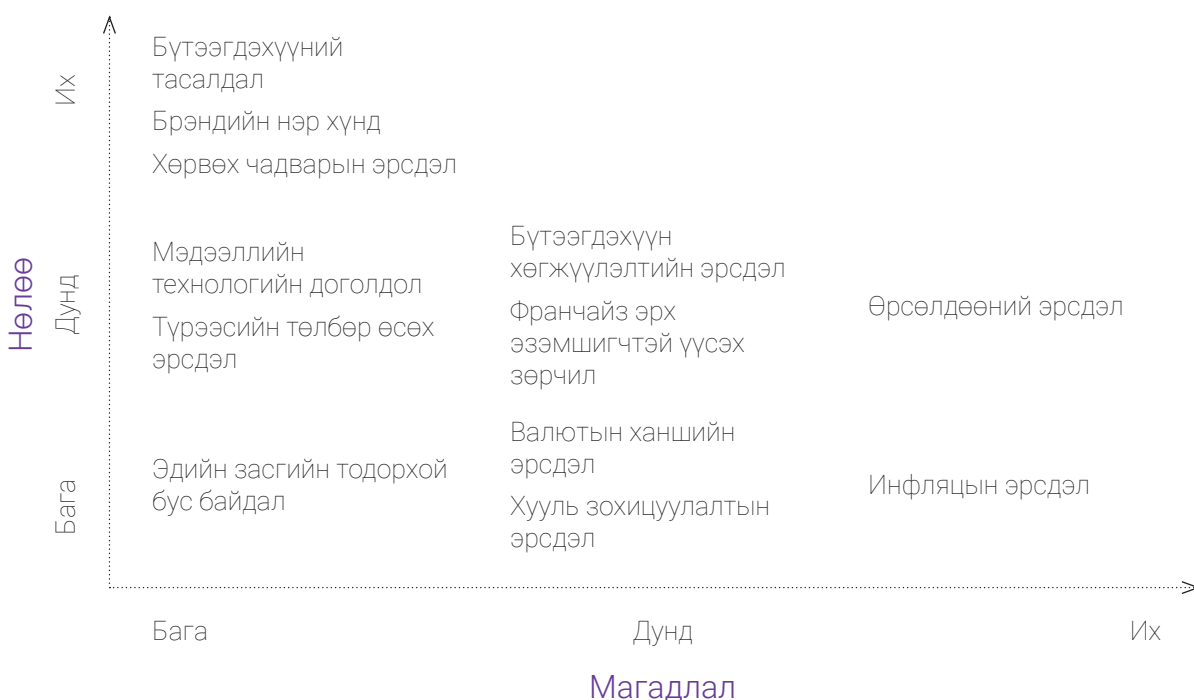 Нөлөө
Их
Бүтээгдэхүүний
тасалдал
Брэндийн нэр хүнд
Хөрвөх чадварын эрсдэл
Дунд
Мэдээллийн
технологийн доголдол
Түрээсийн төлбөр өсөх
эрсдэл
Бүтээгдэхүүн
хөгжүүлэлтийн эрсдэл
Франчайз эрх
эзэмшигчтэй үүсэх
зөрчил
Өрсөлдөөний эрсдэл
Бага
Эдийн засгийн тодорхой
бус байдал
Валютын ханшийн
эрсдэл
Хууль зохицуулалтын
эрсдэл
Инфляцын эрсдэл
Бага
Дунд
Их
Магадлал